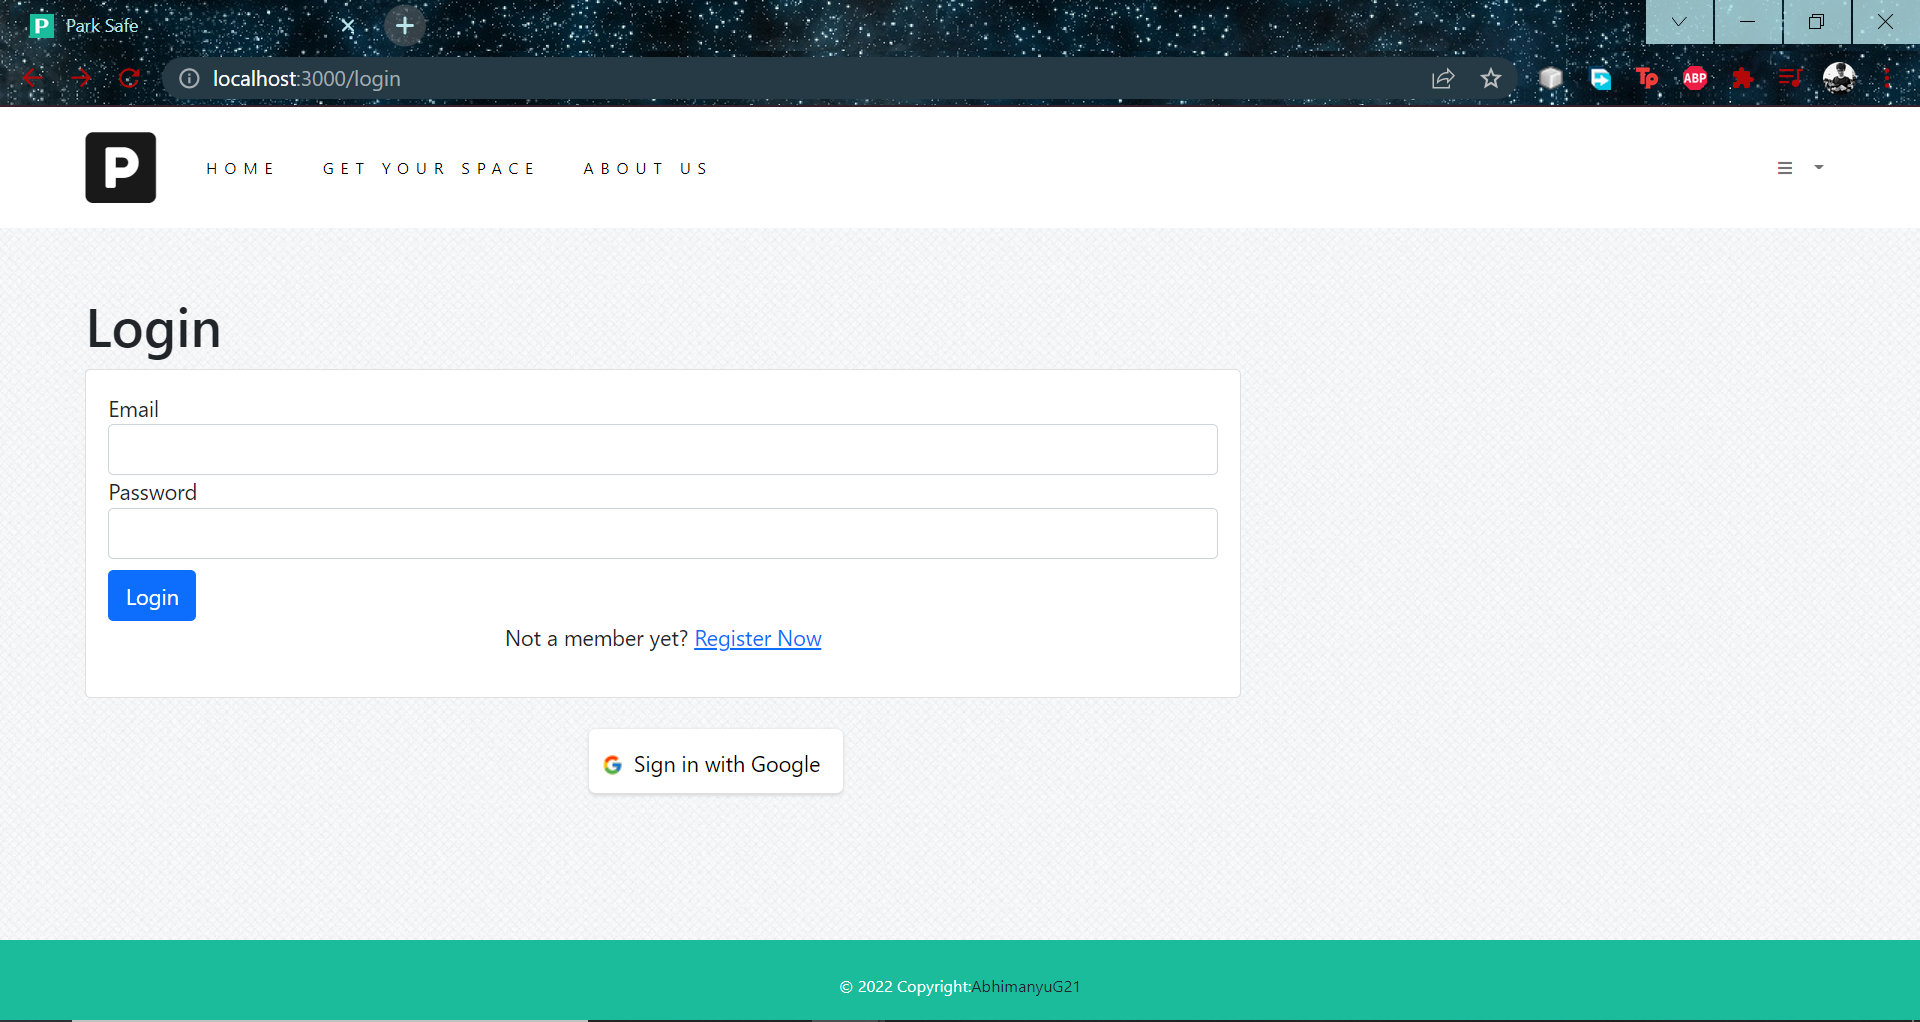 P Park Safe
localhost:3000/login
Tp ABP
P HOME GET YOUR SPACE ABOUT US
Login
Email
Password
Login
Not a member yet? Register Now
G Sign in with Google
© 2022 Copyright:AbhimanyuG21